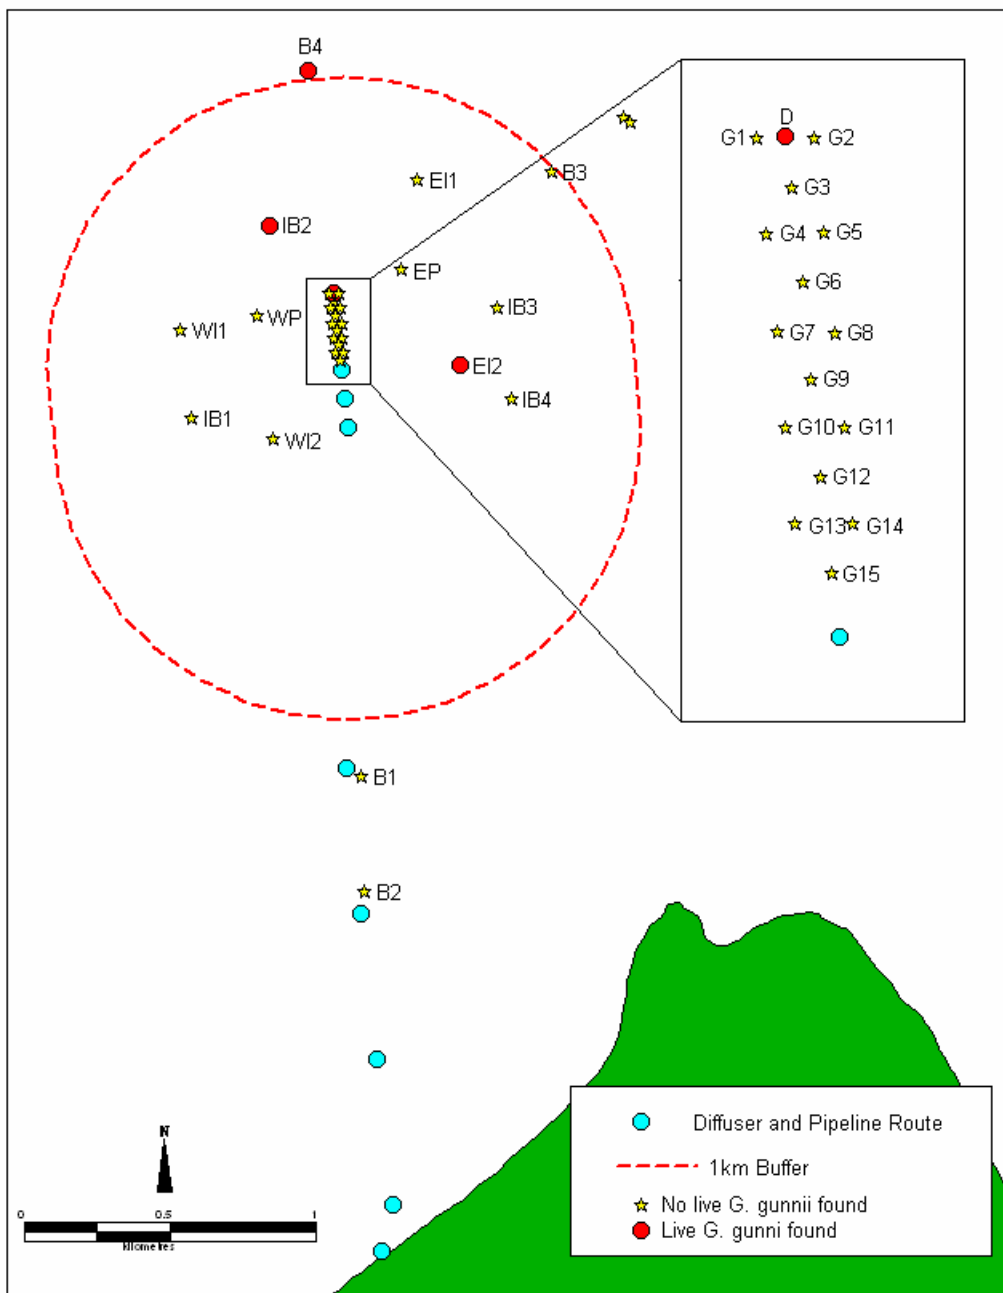 B4
D
G1
G2
B3
EI1
G3
IB2
G4
G5
EP
G6
IB3
WP
WI1
G7
G8
EI2
G9
IB4
IB1
G10
G11
WI2
G12
G13
G14
G15
B1
B2
Diffuser and Pipeline Route
1km Buffer
No live G. gunnii found
Live G. gunni found
N
0 0.5 1
kilometres